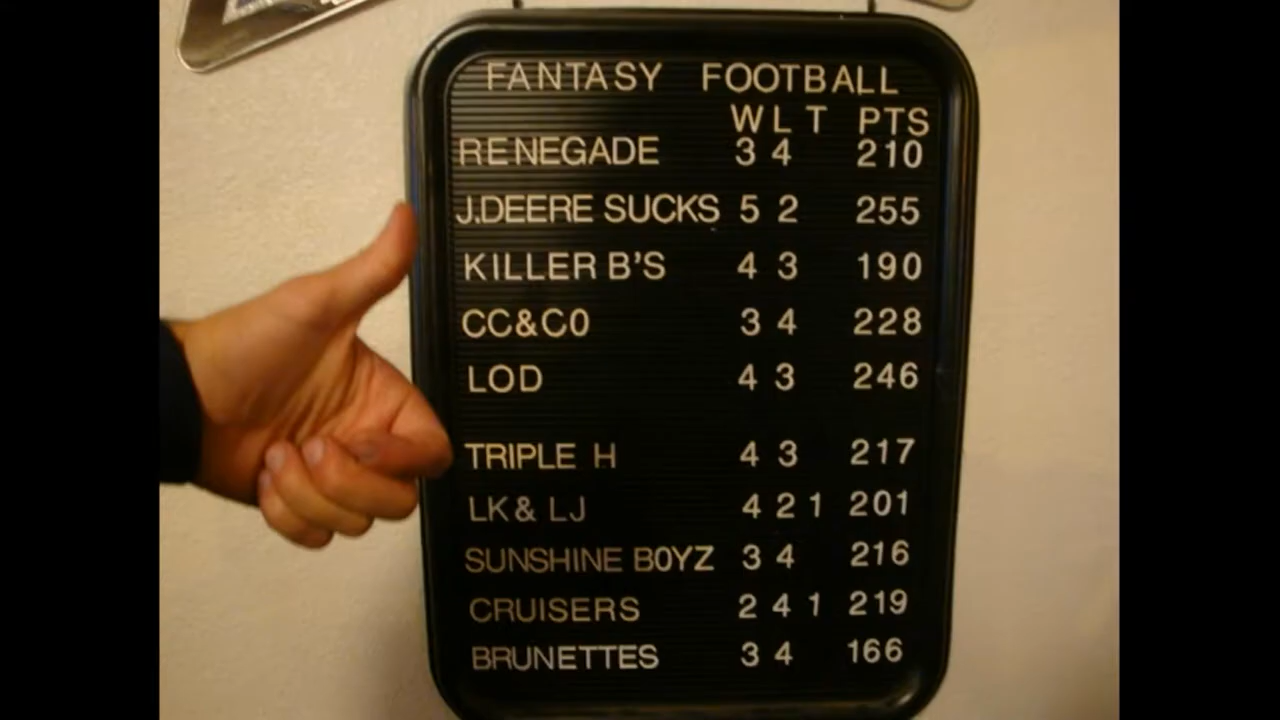 FANTASY FOOTBALL
W L T PTS
RENEGADE 3 4 210
J.DEERE SUCKS 5 2 255
KILLER B'S 4 3 190
CC&C0 3 4 228
LOD 4 3 246
TRIPLE H 4 3 217
LK& LJ 4 2 1 201
SUNSHINE B0YZ 3 4 216
CRUISERS 2 4 1 219
BRUNETTES 3 4 166